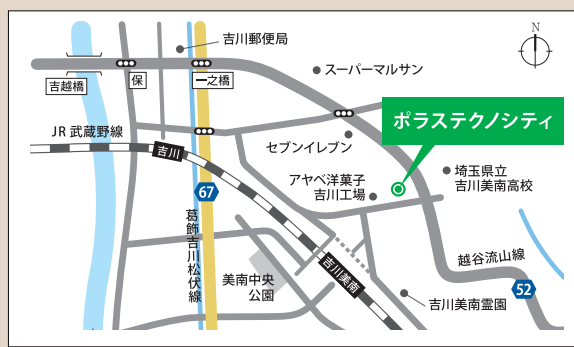 吉川郵便局
N
スーパーマルサン
吉越橋
保
一之橋
ポラステクノシティ
JR 武蔵野線
吉川
セブンイレブン
アヤベ洋菓子
吉川工場
埼玉県立
吉川美南高校
67
葛飾吉川松伏線
美南中央
公園
吉川美南
越谷流山線
52
吉川美南霊園